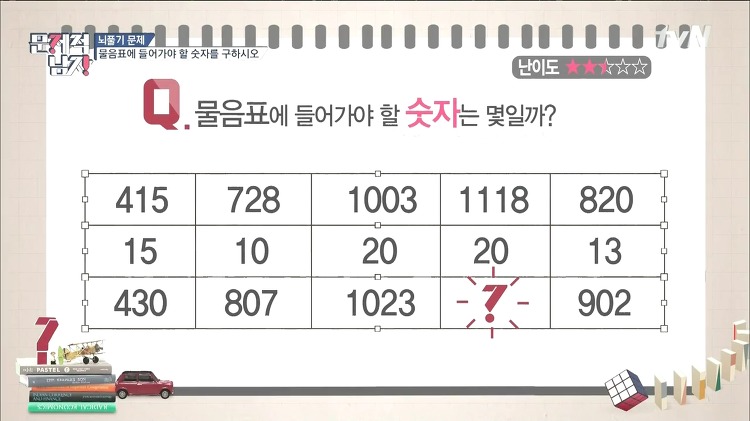 문제적
남자
뇌풀기 문제
물음표에 들어가야 할 숫자를 구하시오
tvN
난이도 ★★★☆☆
Q. 물음표에 들어가야 할 숫자는 몇일까?
415 728 1003 1118 820
15 10 20 20 13
430 807 1023 ? 902
?
PASTEL
RADICAL ECONOMICS